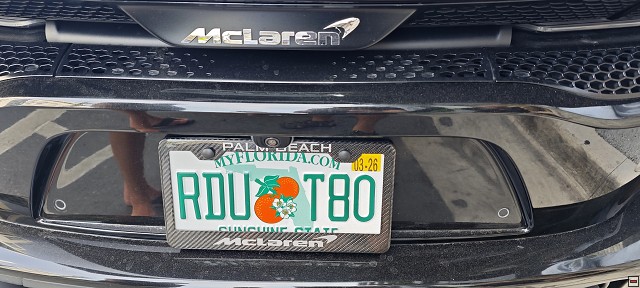 McLaren
PALM BEACH
MYFLORIDA.COM
03-26
RDU T80
SUNSHINE STATE
McLaren